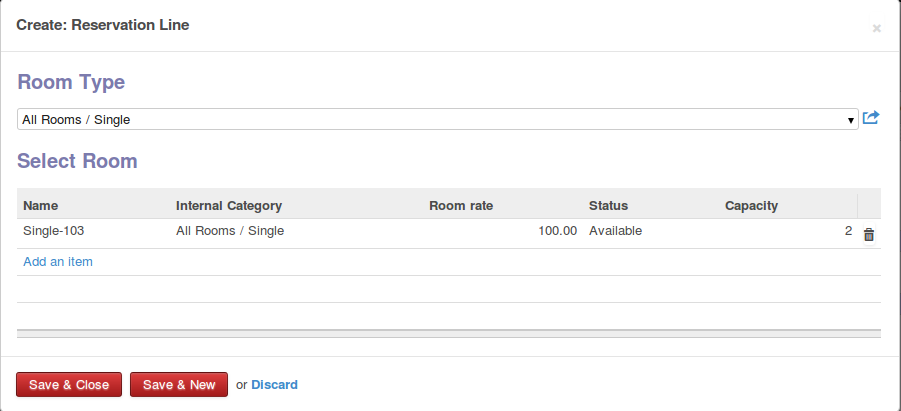 Create: Reservation Line
×
Room Type
All Rooms / Single
Select Room
Name Internal Category Room rate Status Capacity
Single-103 All Rooms / Single 100.00 Available 2
Add an item
Save & Close Save & New or Discard